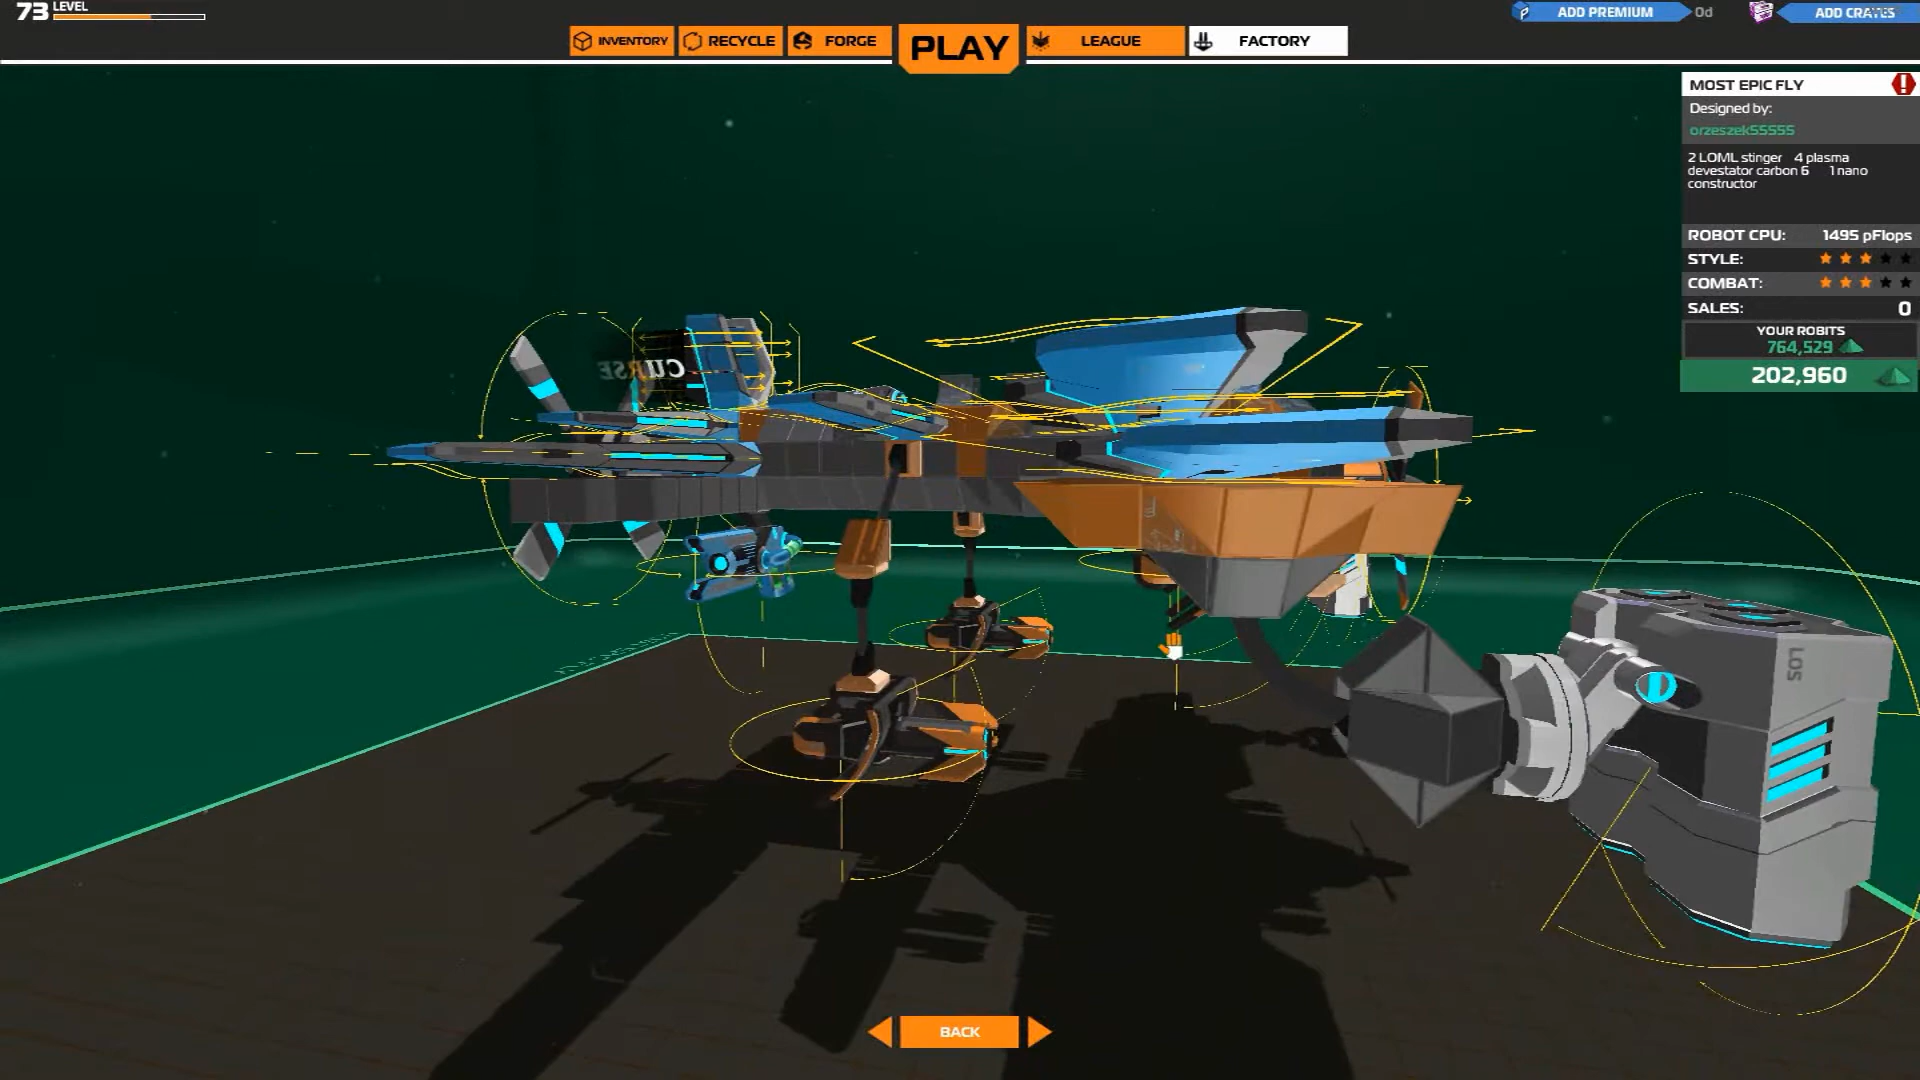 73 LEVEL
ADD PREMIUM 0d
ADD CRATES
INVENTORY
RECYCLE
FORGE
PLAY
LEAGUE
FACTORY
MOST EPIC FLY
Designed by:
orzeszek55555
2 LOML stinger 4 plasma
devestator carbon 6 1 nano
constructor
ROBOT CPU: 1495 pFlops
STYLE:
COMBAT:
SALES: 0
YOUR ROBITS
764,529
202,960
CURSE
LOS
BACK